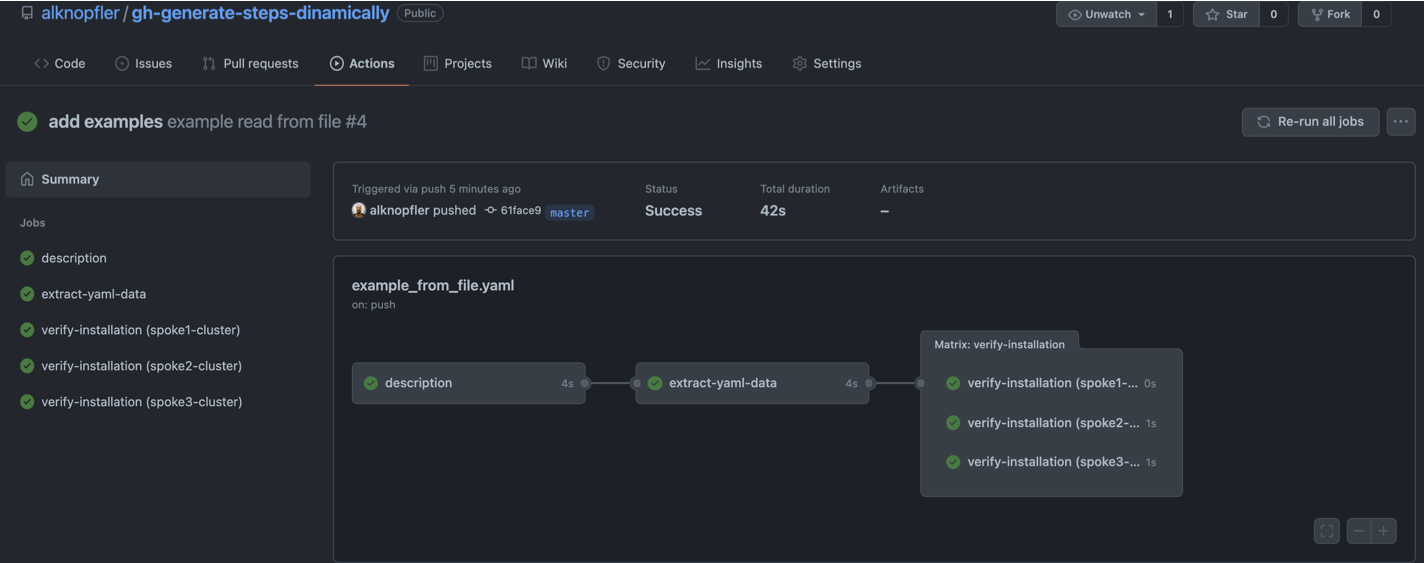 alknopfler / gh-generate-steps-dinamically Public
Unwatch 1 Star 0 Fork 0
Code Issues Pull requests Actions Projects Wiki Security Insights Settings
add examples example read from file #4
Re-run all jobs
Summary
Jobs
description
extract-yaml-data
verify-installation (spoke1-cluster)
verify-installation (spoke2-cluster)
verify-installation (spoke3-cluster)
Triggered via push 5 minutes ago
alknopfler pushed 61face9 master
Status
Success
Total duration
42s
Artifacts
–
example_from_file.yaml
on: push
description 4s
extract-yaml-data 4s
Matrix: verify-installation
verify-installation (spoke1-... 0s
verify-installation (spoke2-... 1s
verify-installation (spoke3-... 1s